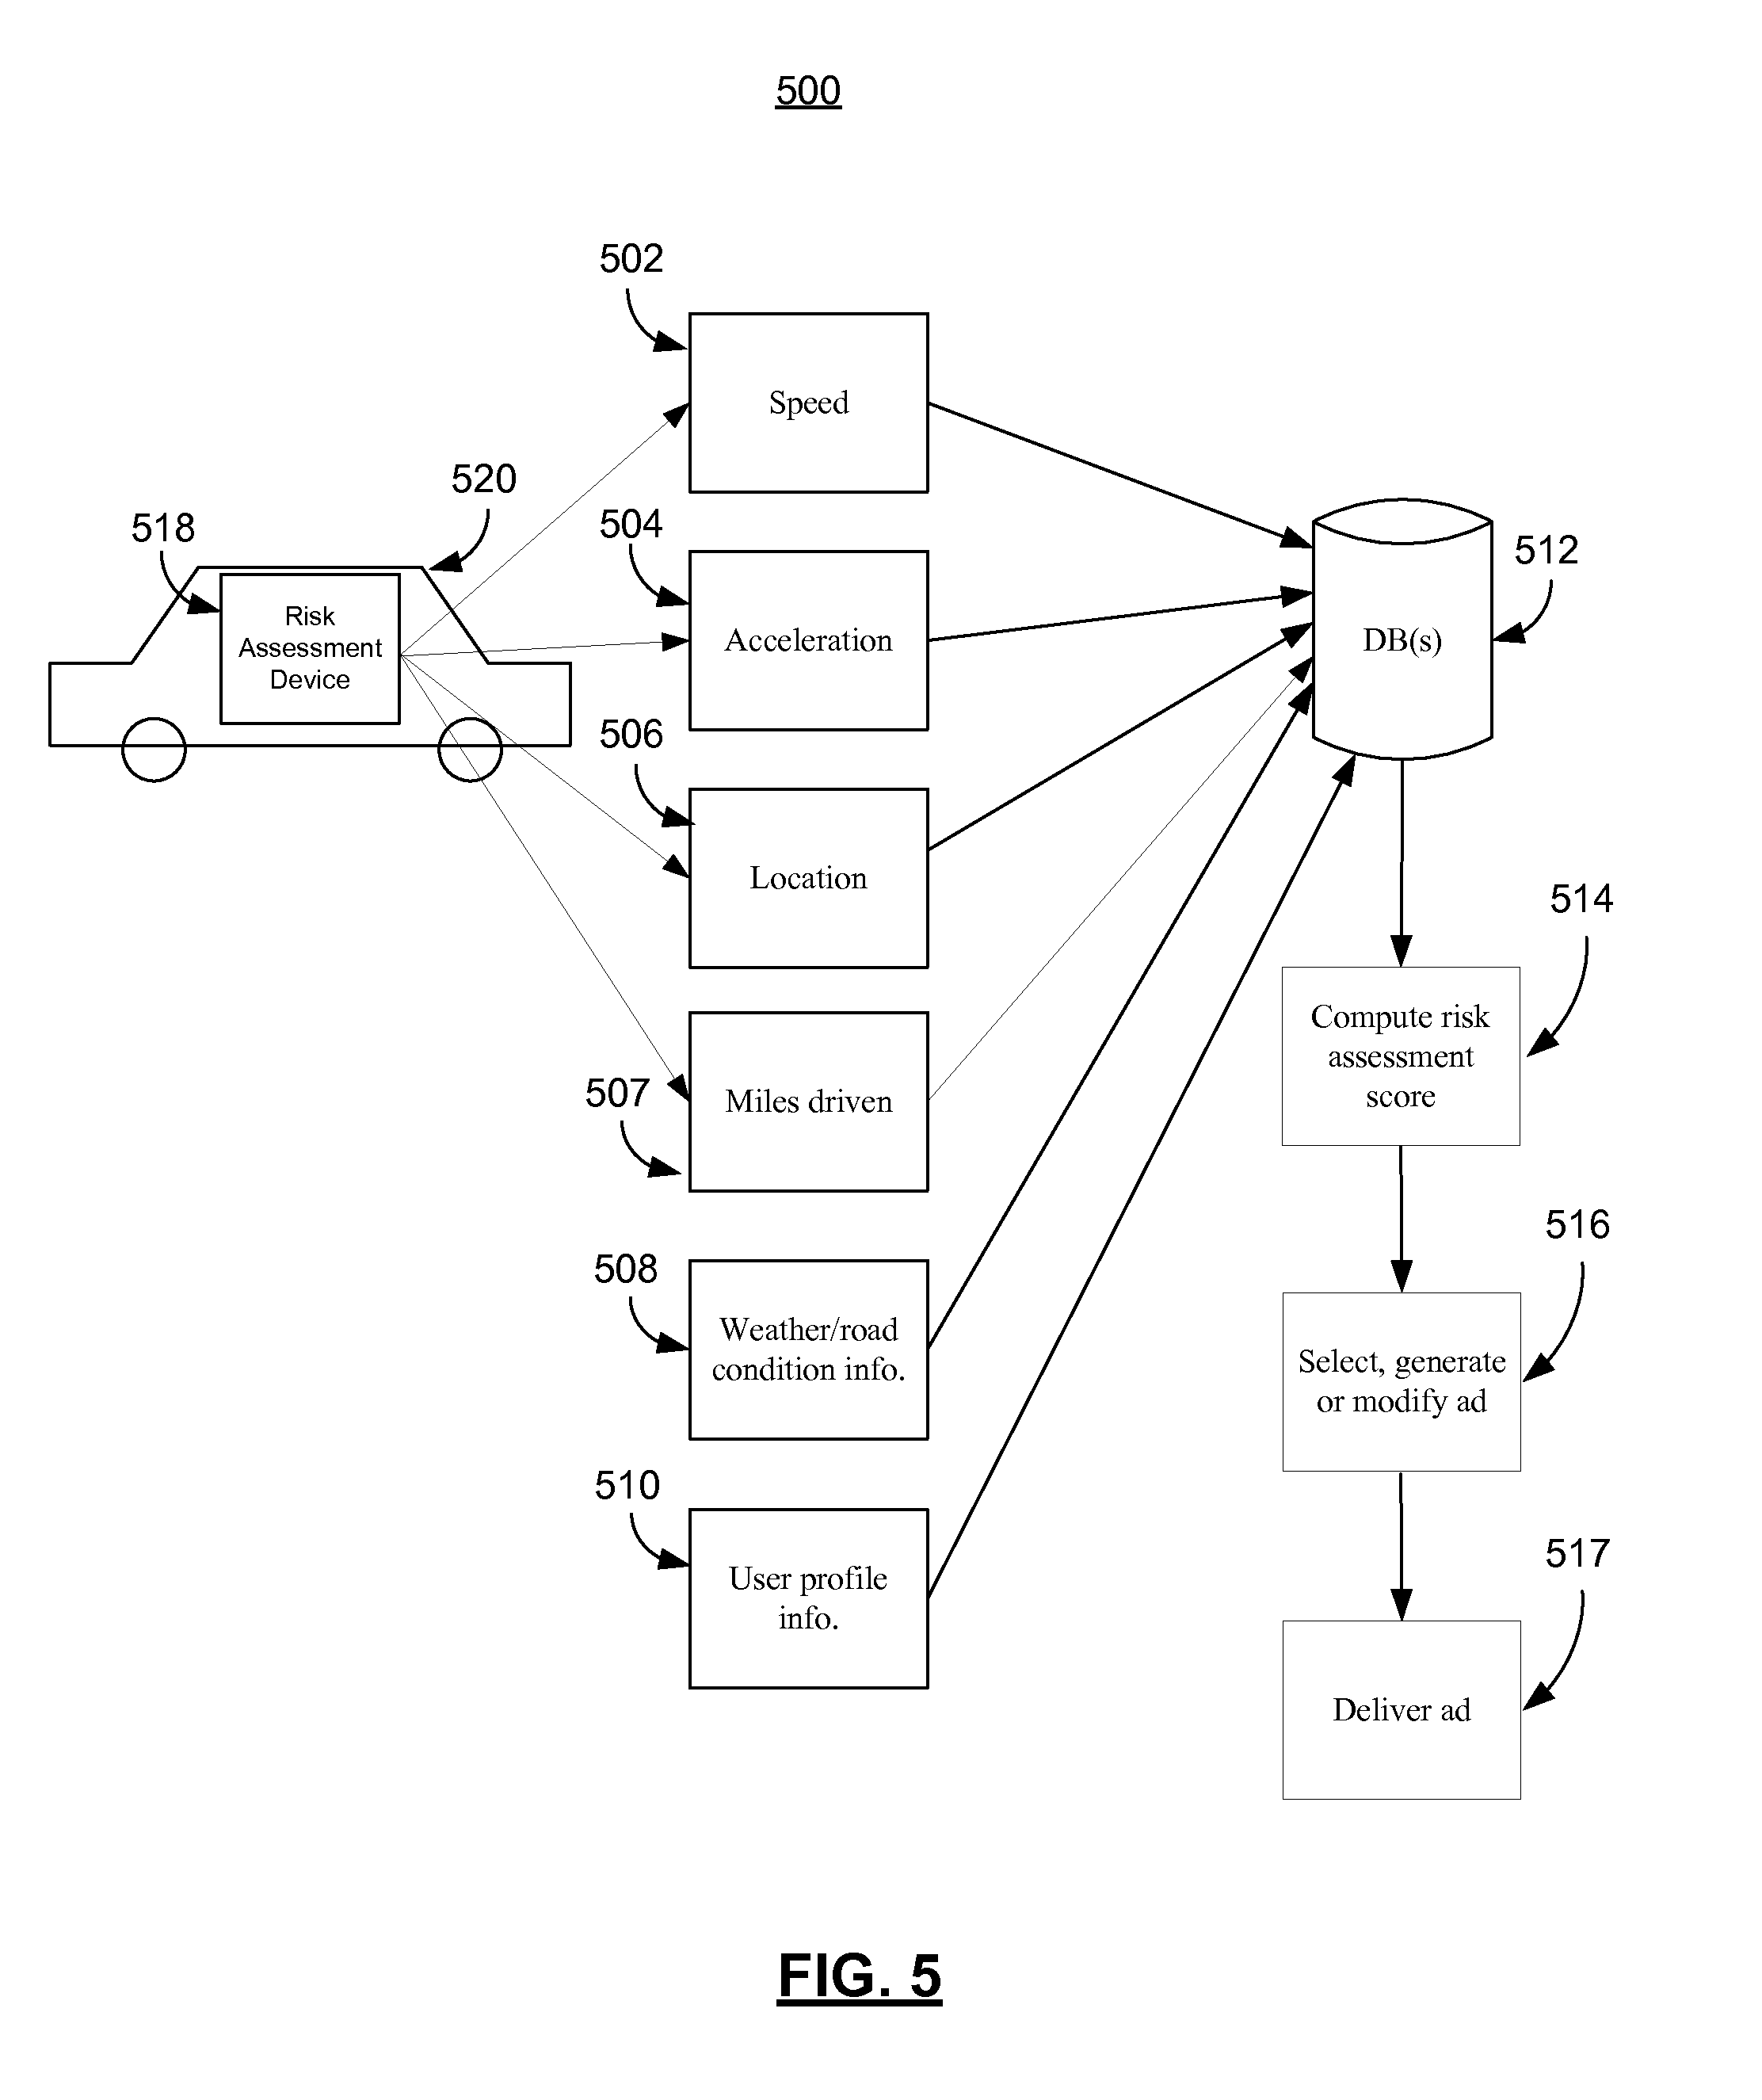 500
502
Speed
520
518
Risk
Assessment
Device
504
Acceleration
512
DB(s)
506
Location
514
Compute risk
assessment
score
507
Miles driven
516
Select, generate
or modify ad
508
Weather/road
condition info.
510
User profile
info.
517
Deliver ad
FIG. 5